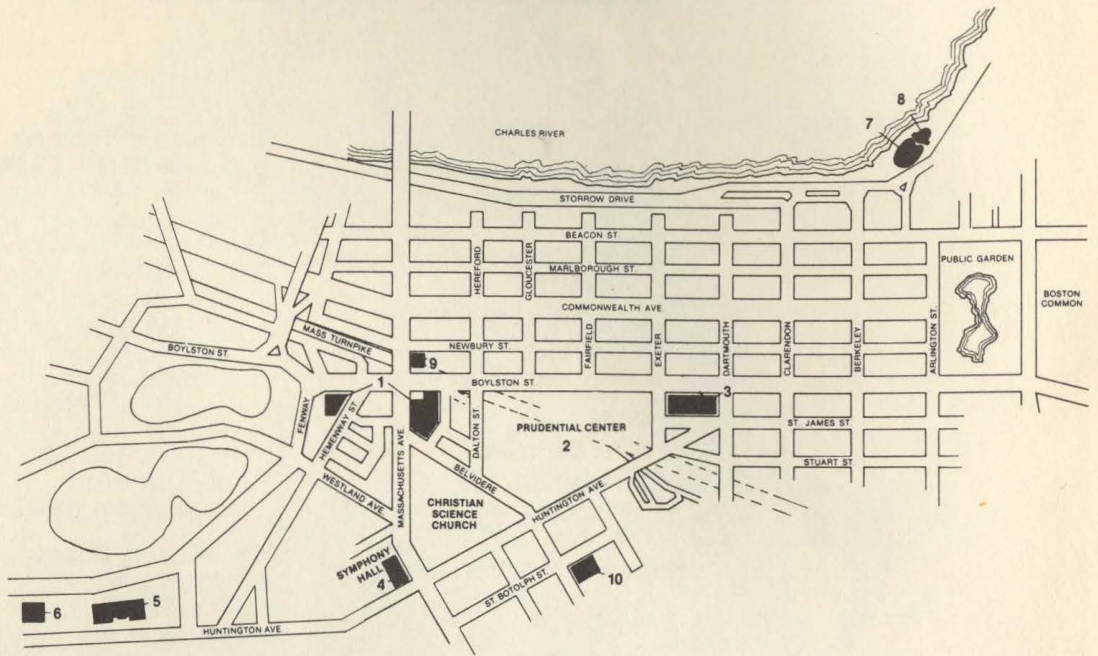 8
7
CHARLES RIVER
STORROW DRIVE
BEACON ST.
PUBLIC GARDEN
HEREFORD
GLOUCESTER
MARLBOROUGH ST.
BOSTON
COMMON
COMMONWEALTH AVE
ARLINGTON ST.
MASS TURNPIKE
BOYLSTON ST.
NEWBURY ST.
FAIRFIELD
EXETER
DARTMOUTH
CLARENDON
BERKELEY
9
1
BOYLSTON ST.
3
FENWAY
HEMENWAY ST
DALTON ST
PRUDENTIAL CENTER
2
ST. JAMES ST.
STUART ST.
MASSACHUSETTS AVE
BELVIDERE
WESTLAND AVE.
HUNTINGTON AVE.
CHRISTIAN
SCIENCE
CHURCH
SYMPHONY
HALL
4
10
ST. BOTOLPH ST.
6
5
HUNTINGTON AVE.